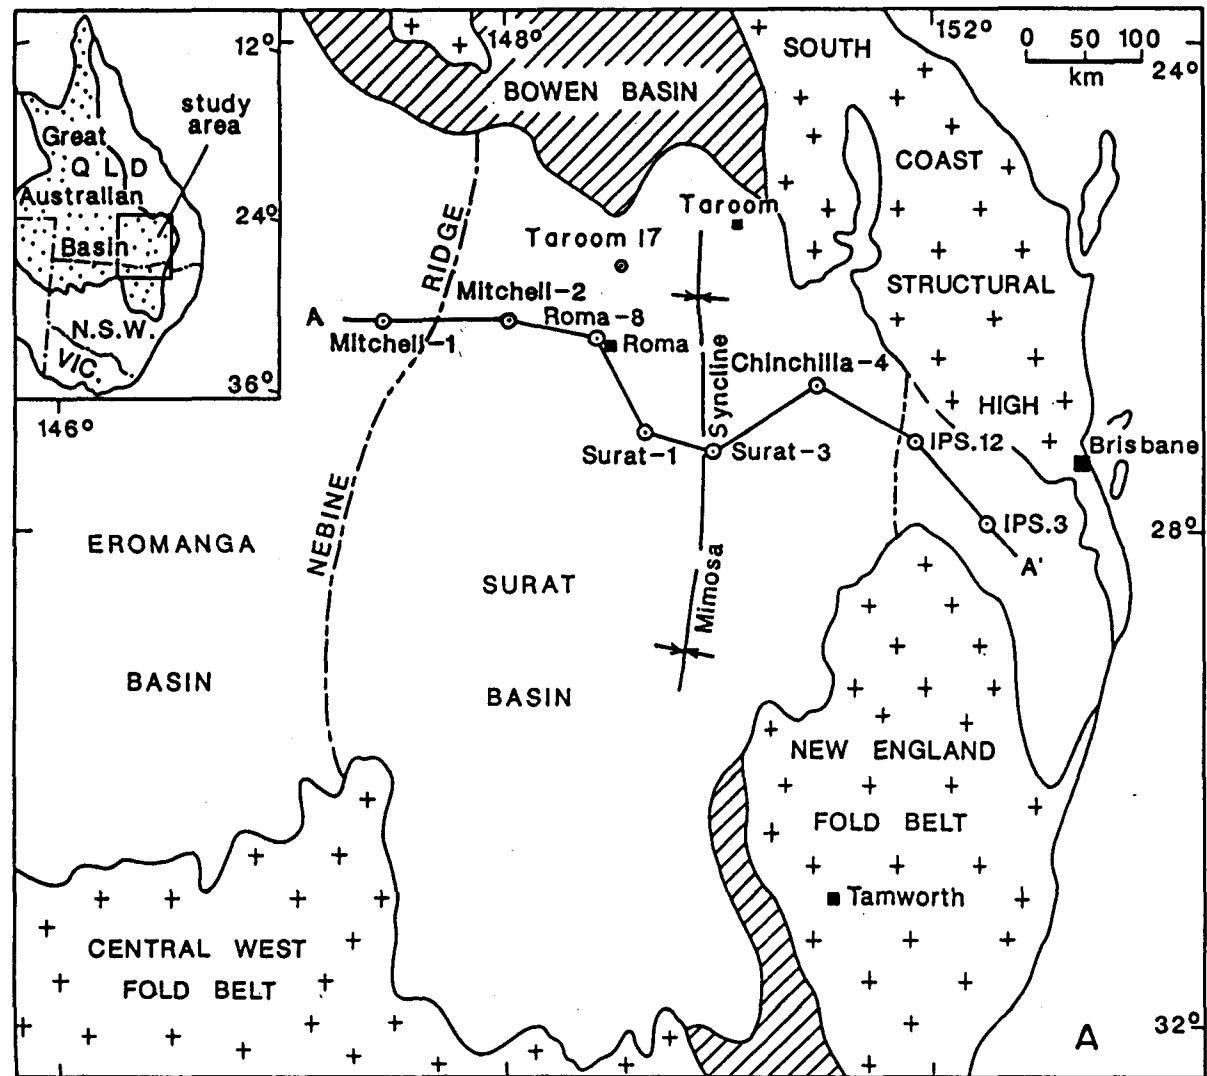 12°
148°
152°
0 50 100
km
24°
SOUTH
BOWEN BASIN
study
area
Great
QLD
Australian
Basin
24°
N.S.W.
VIC.
36°
146°
COAST
Taroom
Taroom 17
RIDGE
STRUCTURAL
Mitchell-2
A
Roma-8
Mitchell-1
Roma
Chinchilla-4
Syncline
HIGH
IPS.12
Brisbane
Surat-1
Surat-3
NEBINE
IPS.3
28°
EROMANGA
A'
SURAT
Mimosa
BASIN
BASIN
NEW ENGLAND
FOLD BELT
Tamworth
CENTRAL WEST
FOLD BELT
A
32°